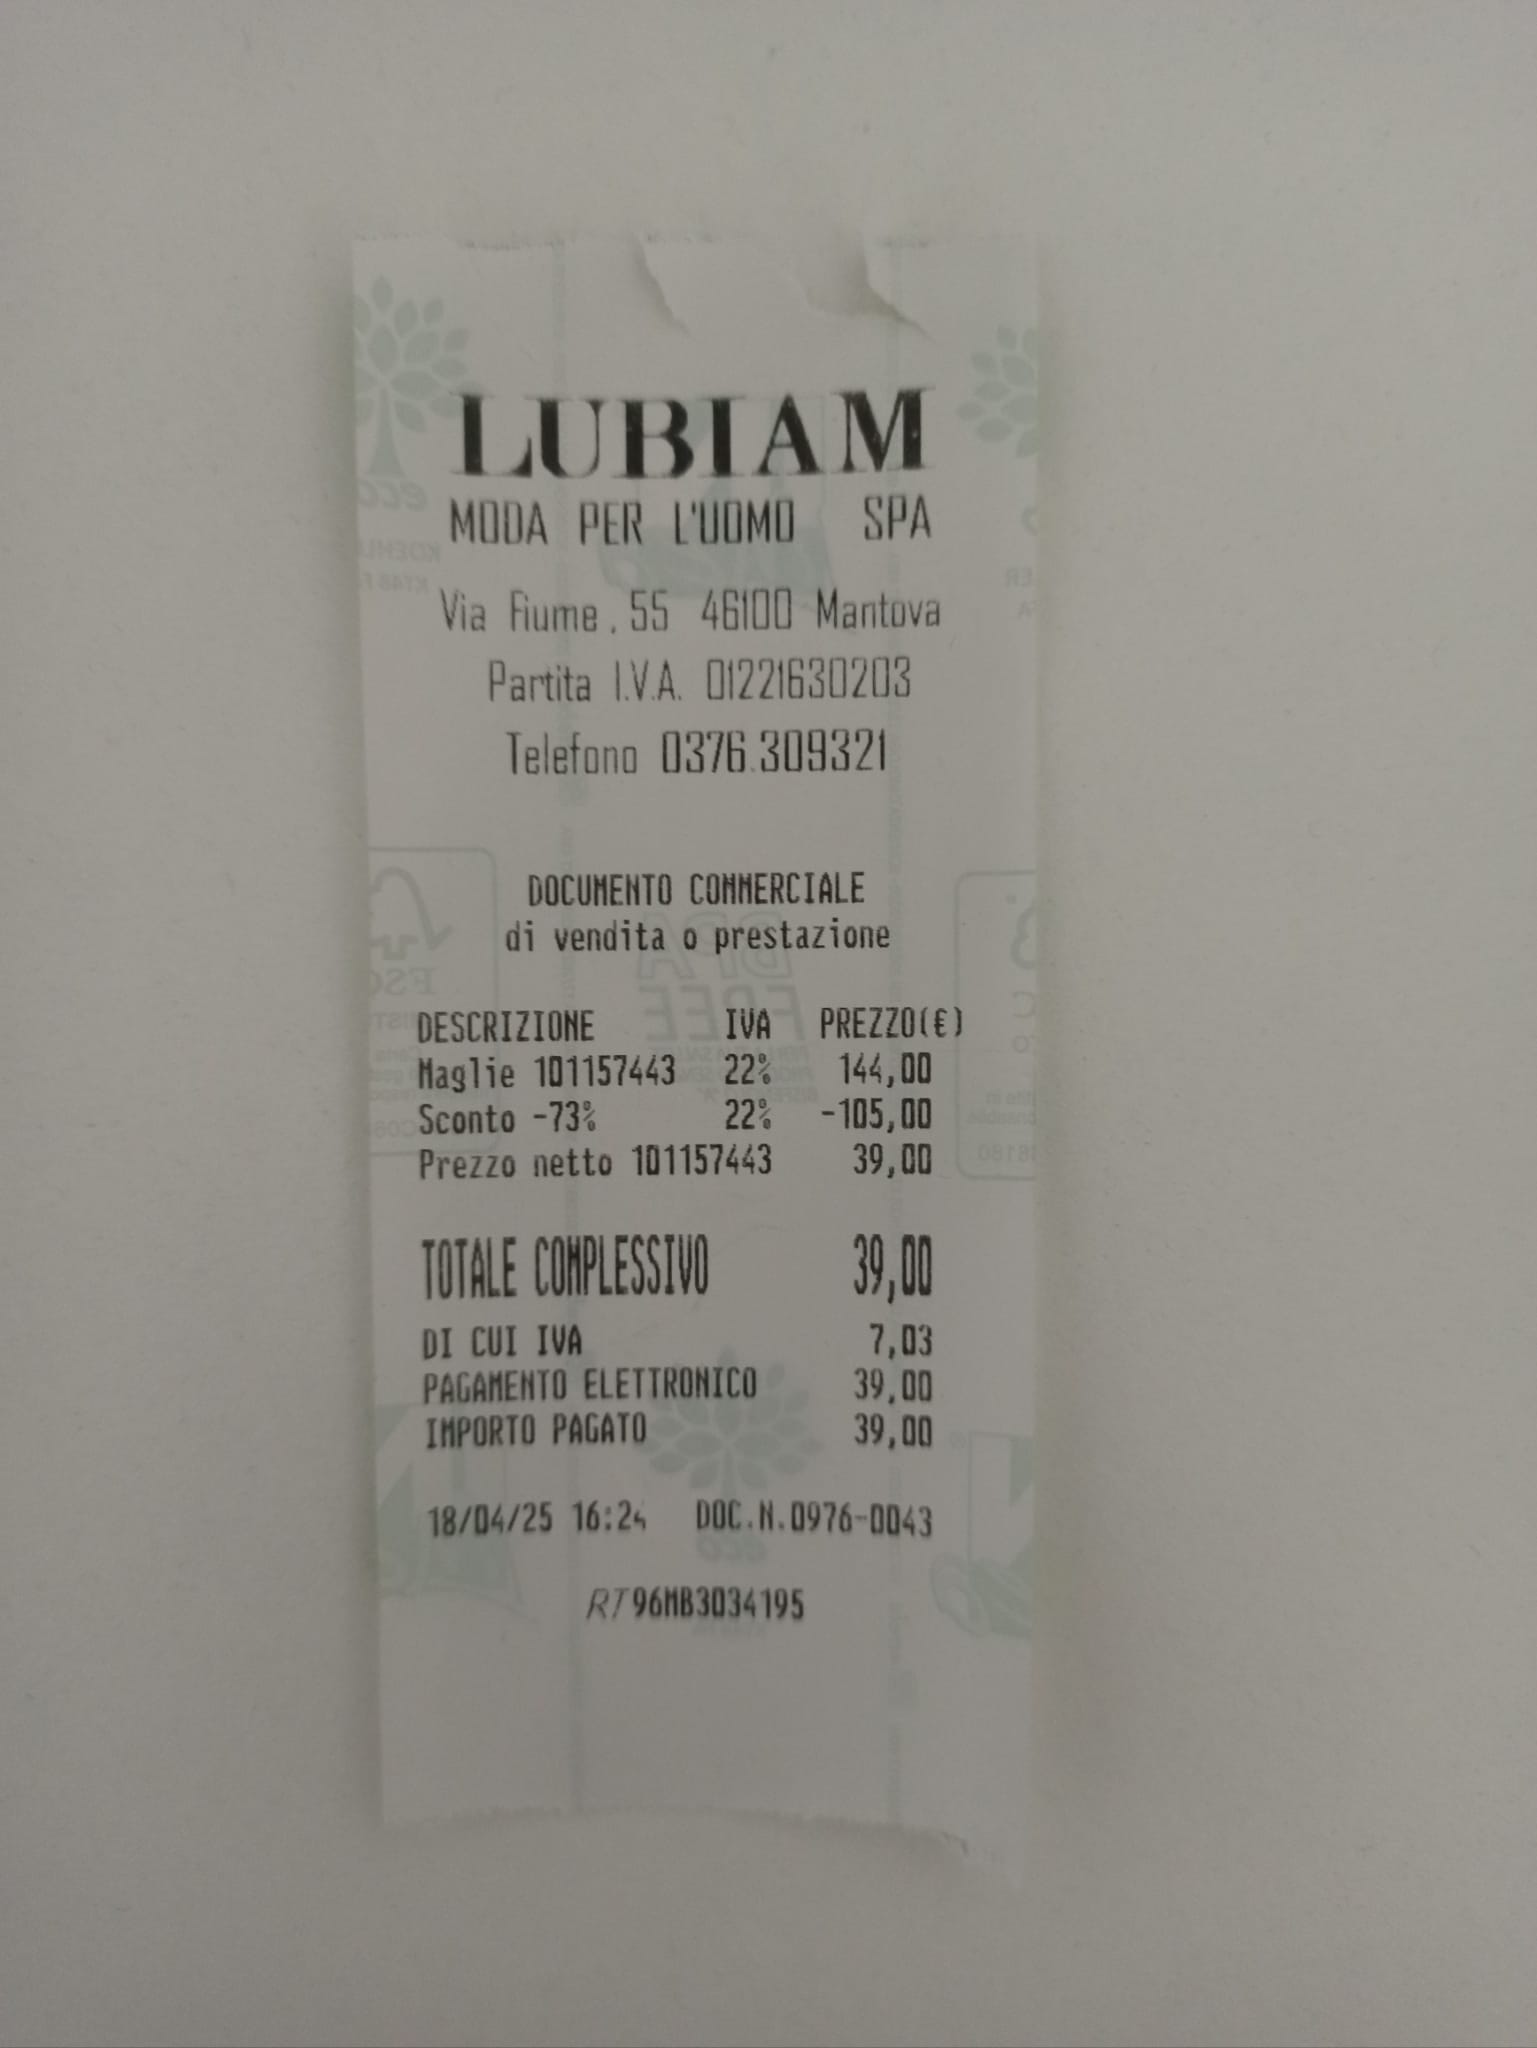 LUBIAM
MODA PER L'UOMO SPA
Via Fiume, 55 46100 Mantova
Partita I.V.A. 01221630203
Telefono 0376.309321
DOCUMENTO COMMERCIALE
di vendita o prestazione
DESCRIZIONE IVA PREZZO(€)
Maglie 101157443 22% 144,00
Sconto -73% 22% -105,00
Prezzo netto 101157443 39,00
TOTALE COMPLESSIVO 39,00
DI CUI IVA 7,03
PAGAMENTO ELETTRONICO 39,00
IMPORTO PAGATO 39,00
18/04/25 16:24 DOC.N.0976-0043
RT 96MB3034195